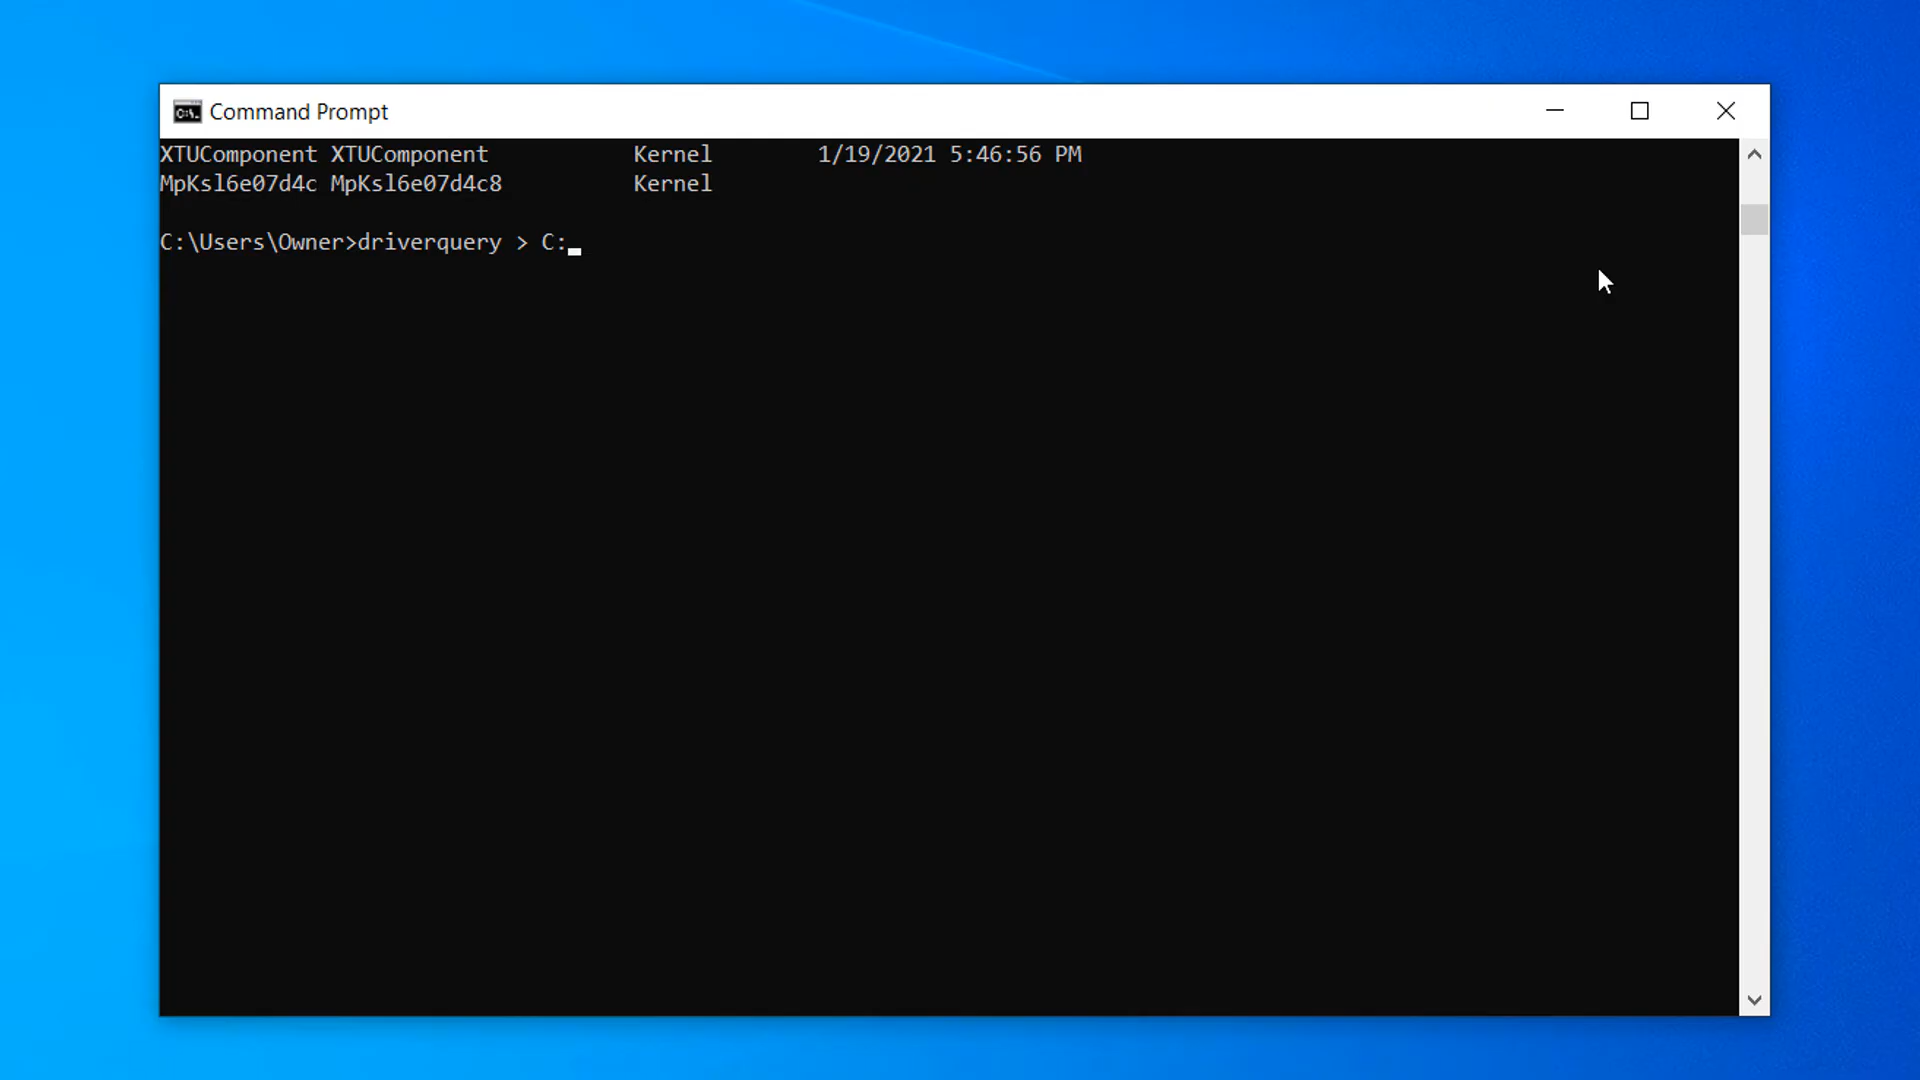 Command Prompt
XTUComponent XTUComponent Kernel 1/19/2021 5:46:56 PM
MpKsl6e07d4c MpKsl6e07d4c8 Kernel
C:\Users\Owner>driverquery > C: